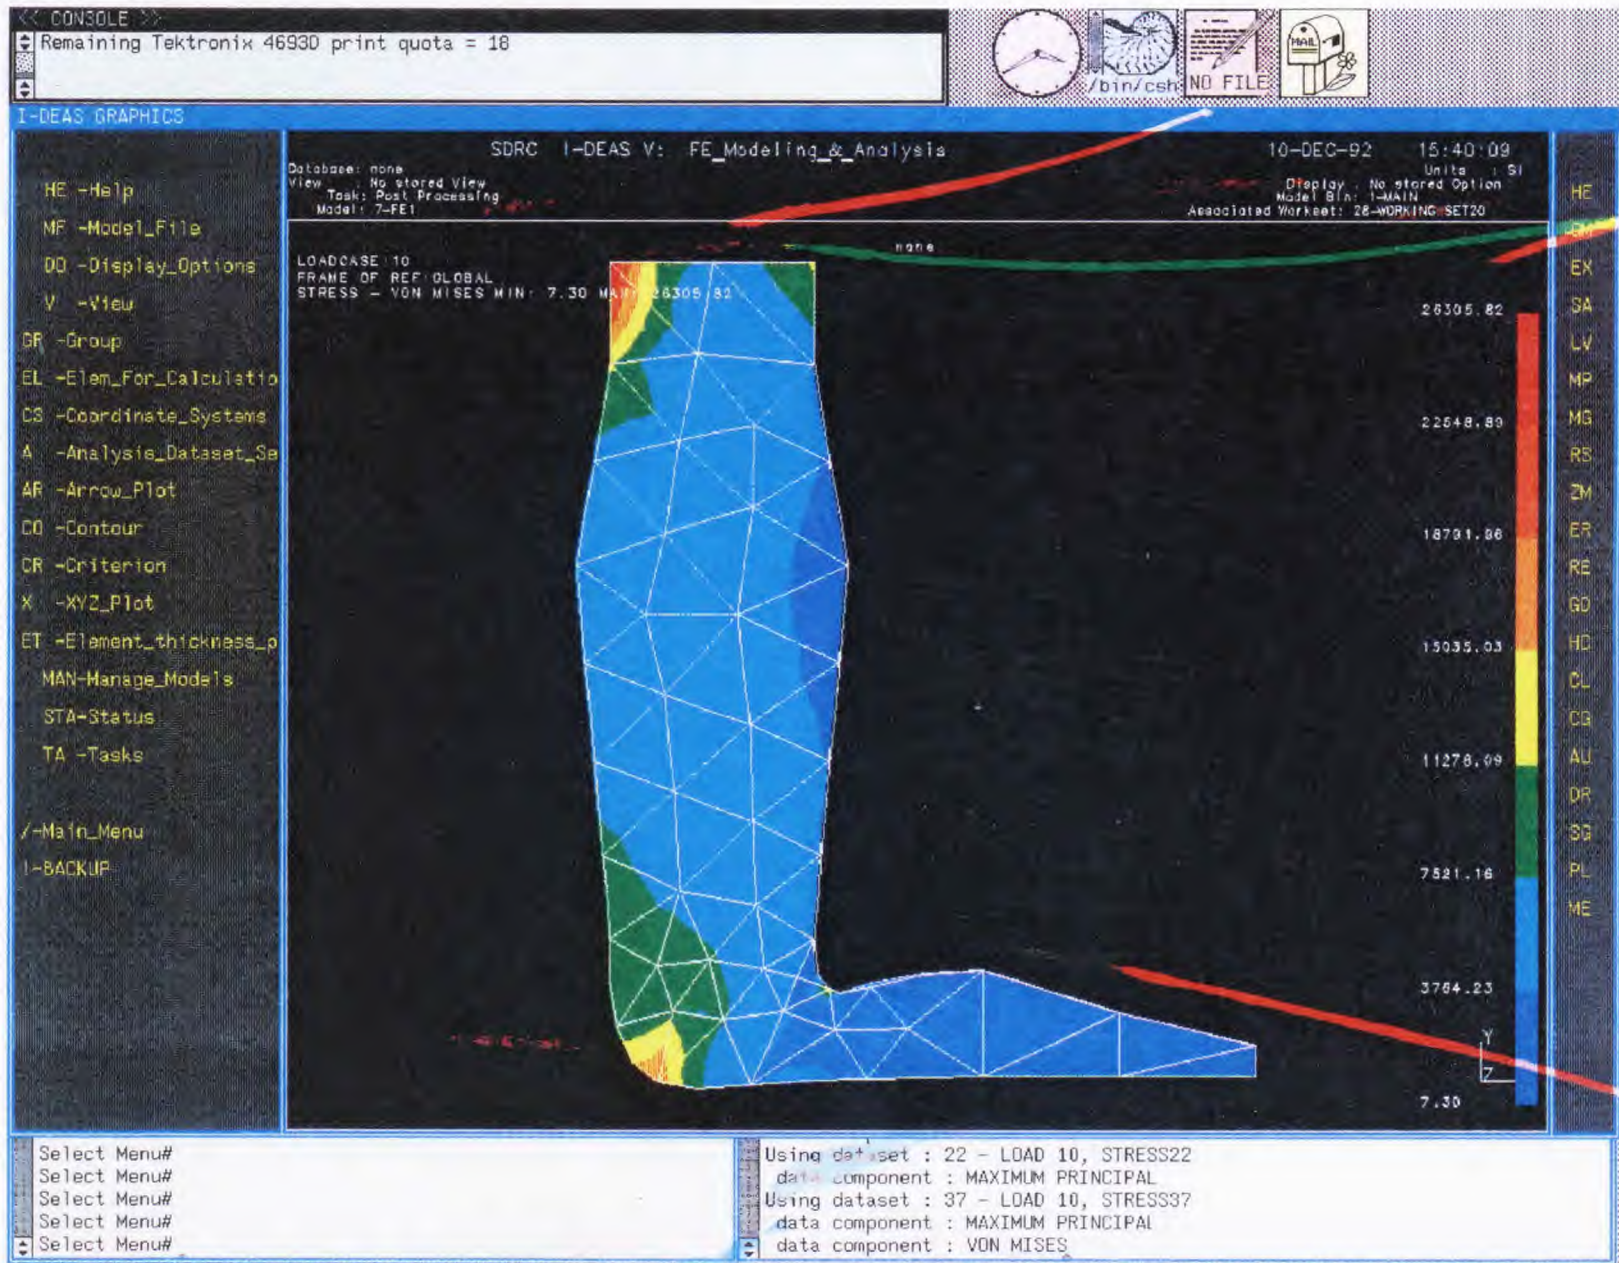 << CONSOLE >>
Remaining Tektronix 4693D print quota = 18
/bin/csh
NO FILE
MAIL
I-DEAS GRAPHICS
SDRC I-DEAS V: FE_Modeling_&_Analysis
10-DEC-92 15:40:09
Database: none
View : No stored View
Task: Post Processing
Model: 7-FE1
Units : SI
Display : No stored Option
Model Bin: 1-MAIN
Associated Workset: 28-WORKING_SET20
HE -Help
MF -Model_File
DO -Display_Options
V -View
GR -Group
EL -Elem_For_Calculatio
CS -Coordinate_Systems
A -Analysis_Dataset_Se
AR -Arrow_Plot
CO -Contour
CR -Criterion
X -XYZ_Plot
ET -Element_thickness_p
MAN-Manage_Models
STA-Status
TA -Tasks
/-Main_Menu
!-BACKUP
none
LOADCASE:10
FRAME OF REF:GLOBAL
STRESS - VON MISES MIN: 7.30 MAX: 26305.82
26305.82
22548.89
18791.96
15035.03
11278.09
7521.16
3764.23
7.30
Y
Z
HE
EX
SA
LV
MP
MG
RS
ZM
ER
RE
GO
HC
CL
CG
AU
DR
SG
PL
ME
Select Menu#
Select Menu#
Select Menu#
Select Menu#
Select Menu#
Using dataset : 22 - LOAD 10, STRESS22
data component : MAXIMUM PRINCIPAL
Using dataset : 37 - LOAD 10, STRESS37
data component : MAXIMUM PRINCIPAL
data component : VON MISES